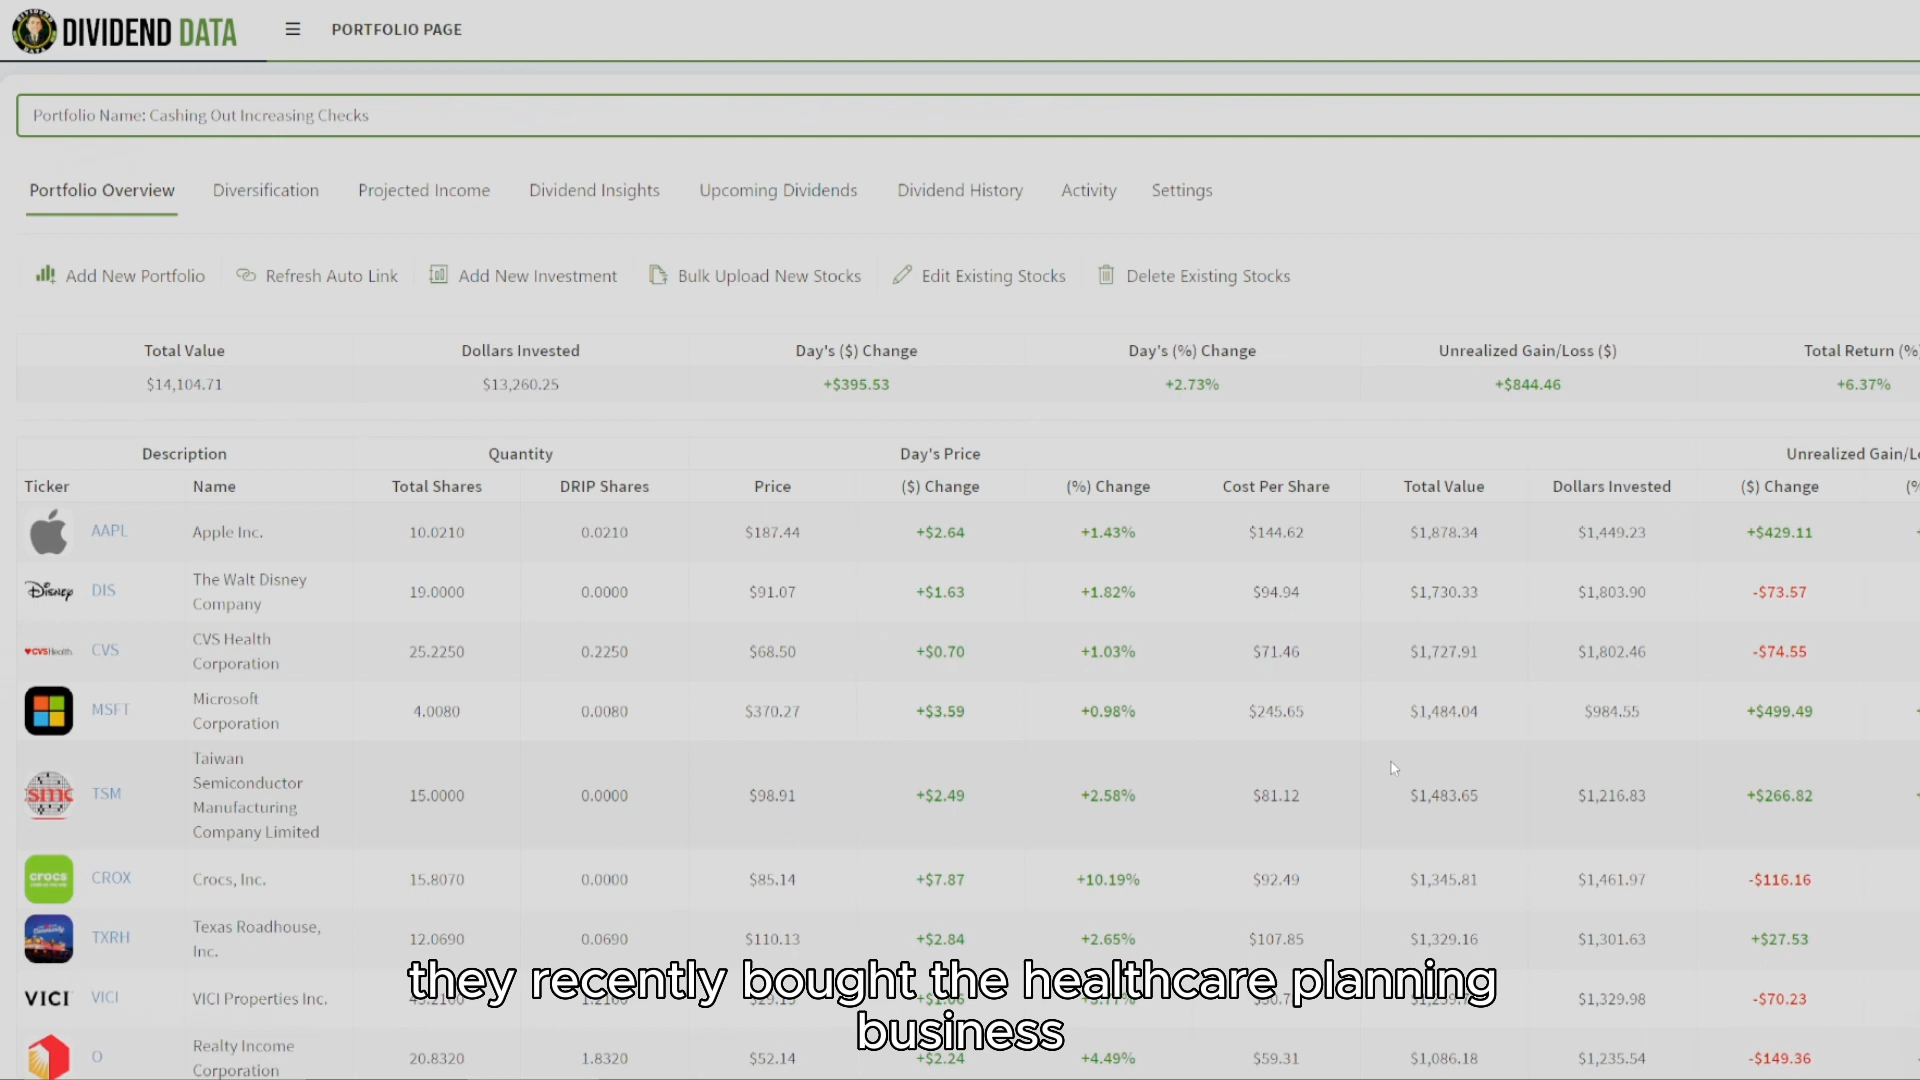 DIVIDEND DATA
PORTFOLIO PAGE
Portfolio Name: Cashing Out Increasing Checks
Portfolio Overview Diversification Projected Income Dividend Insights Upcoming Dividends Dividend History Activity Settings
Add New Portfolio Refresh Auto Link Add New Investment Bulk Upload New Stocks Edit Existing Stocks Delete Existing Stocks
Total Value Dollars Invested Day's ($) Change Day's (%) Change Unrealized Gain/Loss ($) Total Return (%)
$14,104.71 $13,260.25 +$395.53 +2.73% +$844.46 +6.37%
Description Quantity Day's Price Unrealized Gain/Lo
Ticker Name Total Shares DRIP Shares Price ($) Change (%) Change Cost Per Share Total Value Dollars Invested ($) Change (%
AAPL Apple Inc. 10.0210 0.0210 $187.44 +$2.64 +1.43% $144.62 $1,878.34 $1,449.23 +$429.11
Disney DIS The Walt Disney
Company 19.0000 0.0000 $91.07 +$1.63 +1.82% $94.94 $1,730.33 $1,803.90 -$73.57
CVSHealth CVS CVS Health
Corporation 25.2250 0.2250 $68.50 +$0.70 +1.03% $71.46 $1,727.91 $1,802.46 -$74.55
MSFT Microsoft
Corporation 4.0080 0.0080 $370.27 +$3.59 +0.98% $245.65 $1,484.04 $984.55 +$499.49
Taiwan
Semiconductor
smc TSM Manufacturing 15.0000 0.0000 $98.91 +$2.49 +2.58% $81.12 $1,483.65 $1,216.83 +$266.82
Company Limited
crocs CROX Crocs, Inc. 15.8070 0.0000 $85.14 +$7.87 +10.19% $92.49 $1,345.81 $1,461.97 -$116.16
TXRH Texas Roadhouse,
Inc. 12.0690 0.0690 $110.13 +$2.84 +2.65% $107.85 $1,329.16 $1,301.63 +$27.53
VICI VICI VICI Properties Inc. $1,329.98 -$70.23
they recently bought the healthcare planning
business
O Realty Income
Corporation 20.8320 1.8320 $52.14 +$2.24 +4.49% $59.31 $1,086.18 $1,235.54 -$149.36